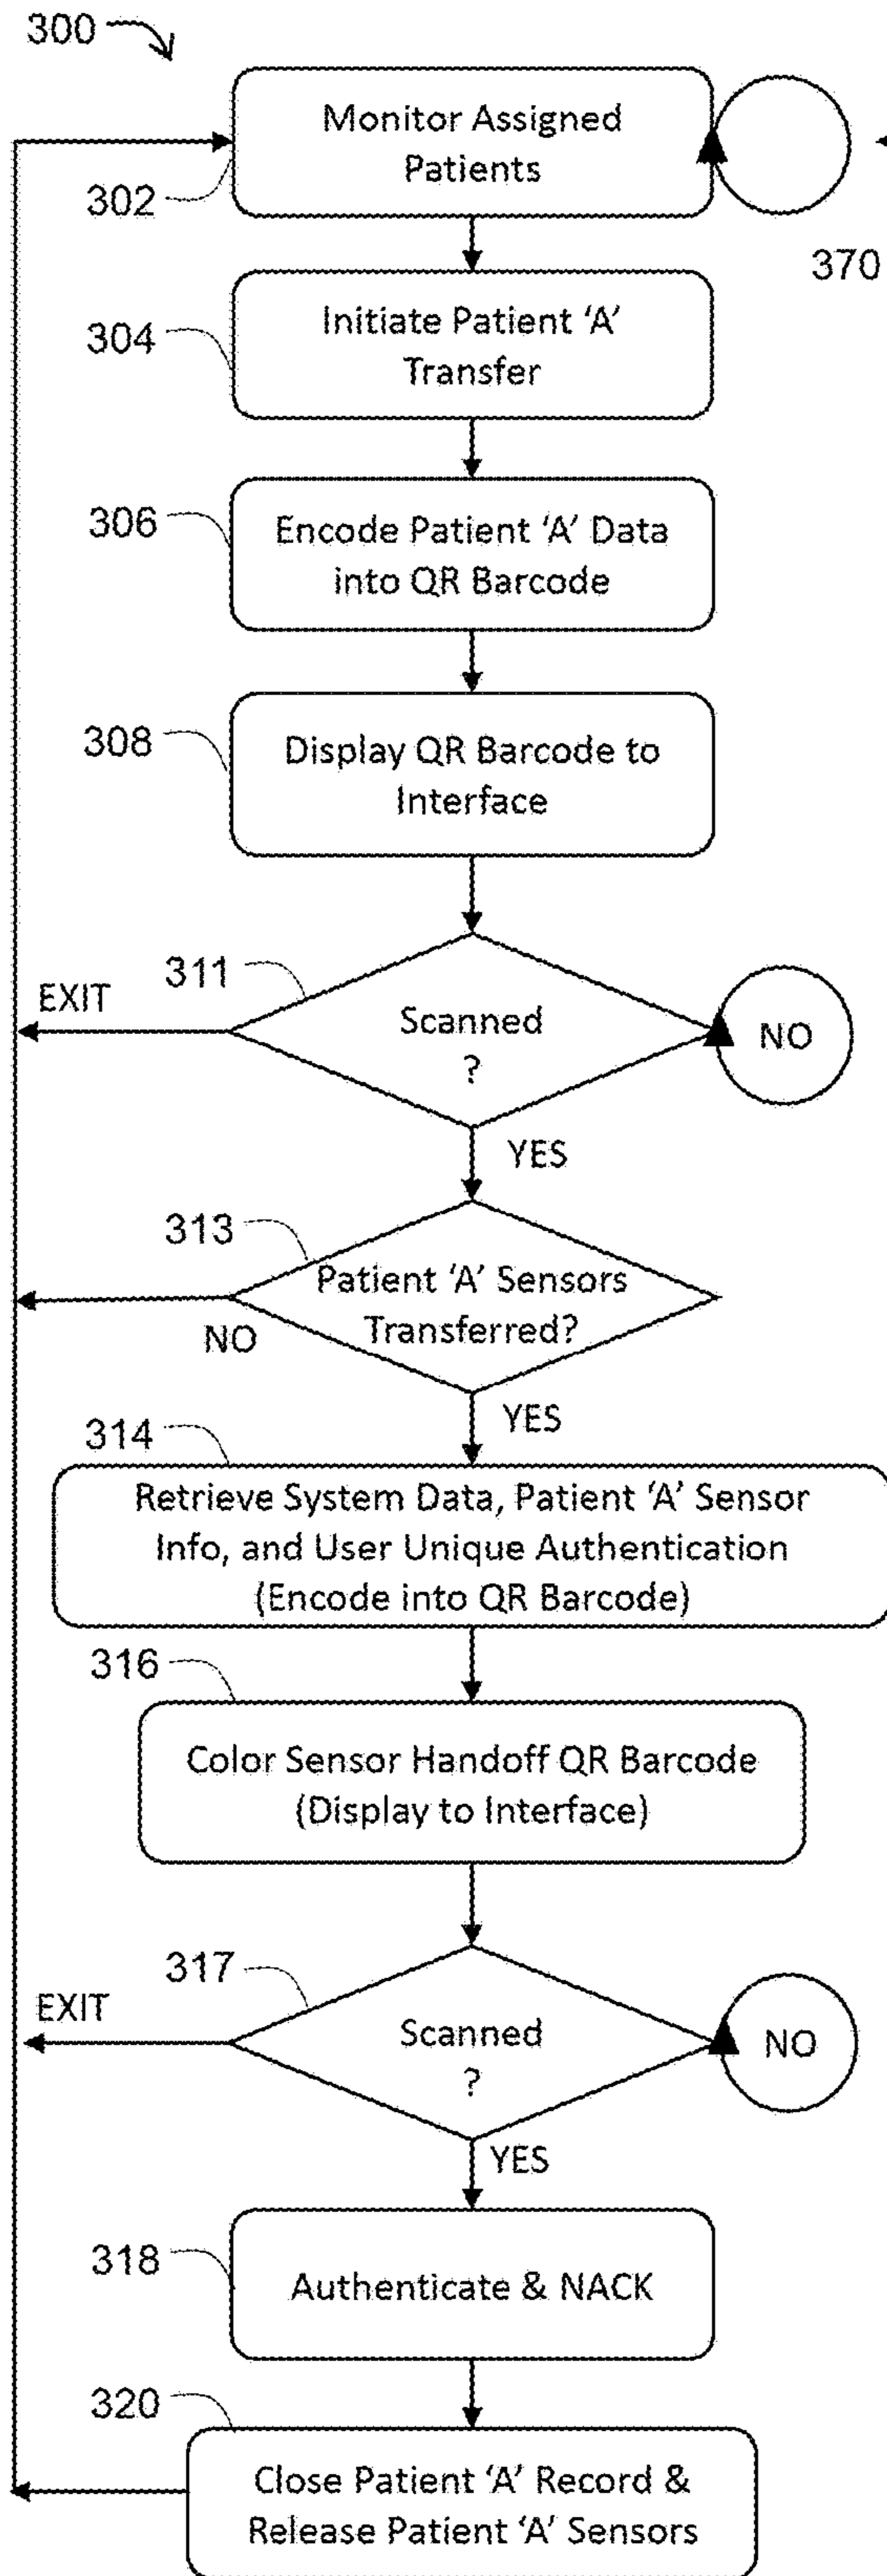 300
Monitor Assigned
Patients
302
370
Initiate Patient ‘A’
Transfer
304
306
Encode Patient ‘A’ Data
into QR Barcode
308
Display QR Barcode to
Interface
311
EXIT
Scanned
?
NO
YES
313
Patient ‘A’ Sensors
Transferred?
NO
YES
314
Retrieve System Data, Patient ‘A’ Sensor
Info, and User Unique Authentication
(Encode into QR Barcode)
316
Color Sensor Handoff QR Barcode
(Display to Interface)
317
EXIT
Scanned
?
NO
YES
318
Authenticate & NACK
320
Close Patient ‘A’ Record &
Release Patient ‘A’ Sensors